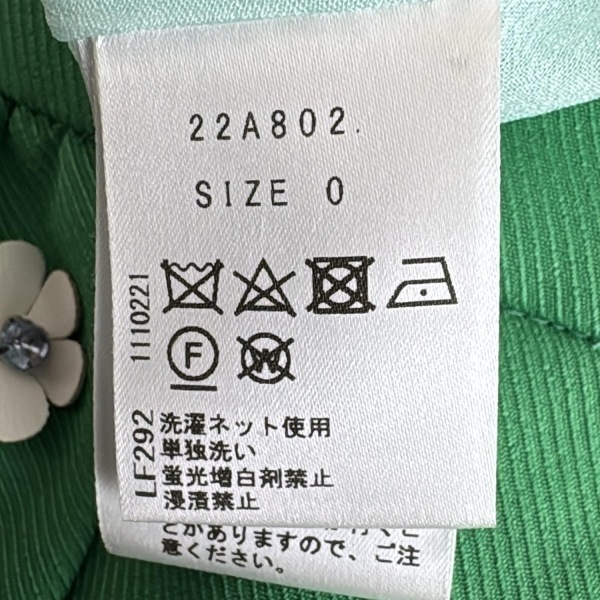 22A802.
SIZE 0
1110221
F
W
LF292
洗濯ネット使用
単独洗い
蛍光増白剤禁止
浸漬禁止
とがありますので、ご注
意ください。